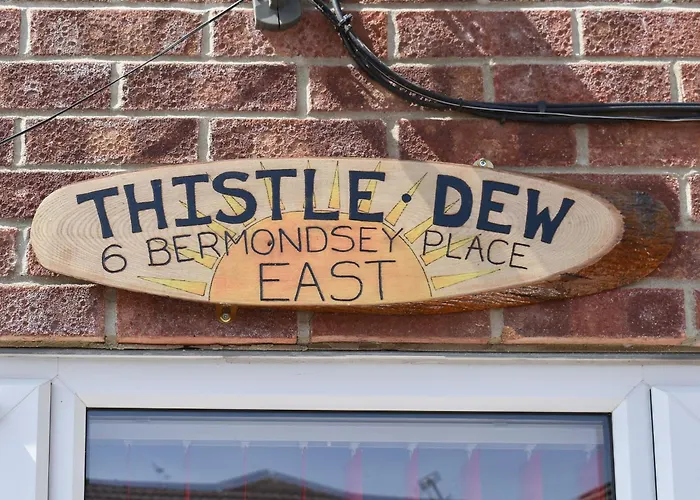 THISTLE · DEW
6 BERMONDSEY PLACE
EAST